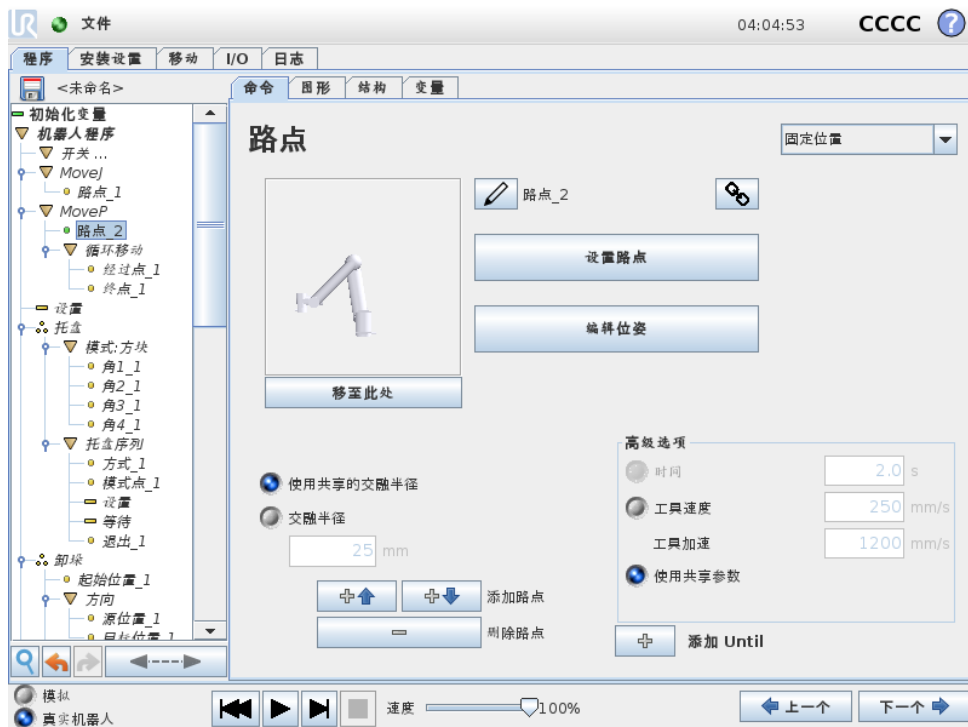 UR 文件 04:04:53 CCCC ?
程序 安装设置 移动 I/O 日志
<未命名> 命令 图形 结构 变量
初始化变量
机器人程序
开关 ...
MoveJ
路点_1
MoveP
路点_2
循环移动
经过点_1
终点_1
设置
托盘
模式:方块
角1_1
角2_1
角3_1
角4_1
托盘序列
方式_1
模式点_1
设置
等待
退出_1
卸垛
起始位置_1
方向
源位置_1
目标位置_1
路点
固定位置
路点_2
设置路点
编辑位姿
移至此处
使用共享的交融半径
交融半径
25 mm
添加路点
删除路点
高级选项
时间 2.0 s
工具速度 250 mm/s
工具加速 1200 mm/s
使用共享参数
添加 Until
模拟
真实机器人
速度 100%
上一个 下一个